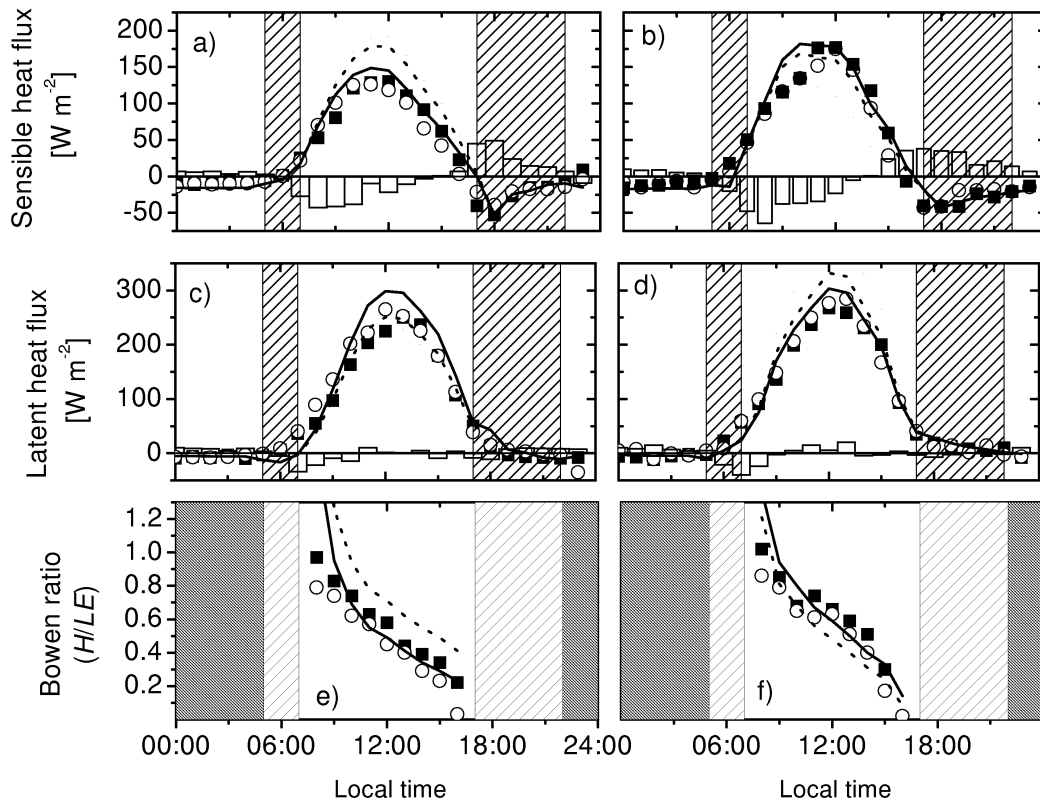 Sensible heat flux
[W m-2]
200
150
100
50
0
-50
a)
b)
Latent heat flux
[W m-2]
300
200
100
0
c)
d)
Bowen ratio
(H/LE)
1.2
1.0
0.8
0.6
0.4
0.2
e)
f)
00:00 06:00 12:00 18:00 24:00 06:00 12:00 18:00
Local time Local time